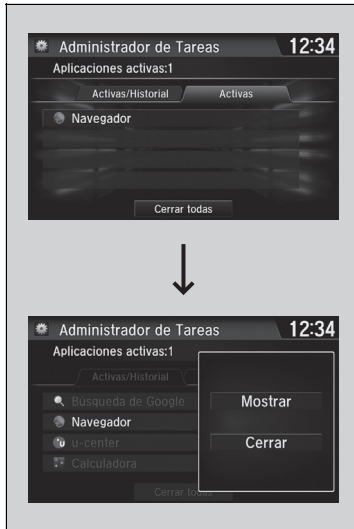 Administrador de Tareas 12:34
Aplicaciones activas:1
Activas/Historial Activas
Navegador
Cerrar todas
Administrador de Tareas 12:34
Aplicaciones activas:1
Activas/Historial
Búsqueda de Google
Mostrar
Navegador
u-center
Cerrar
Calculadora
Cerrar todas